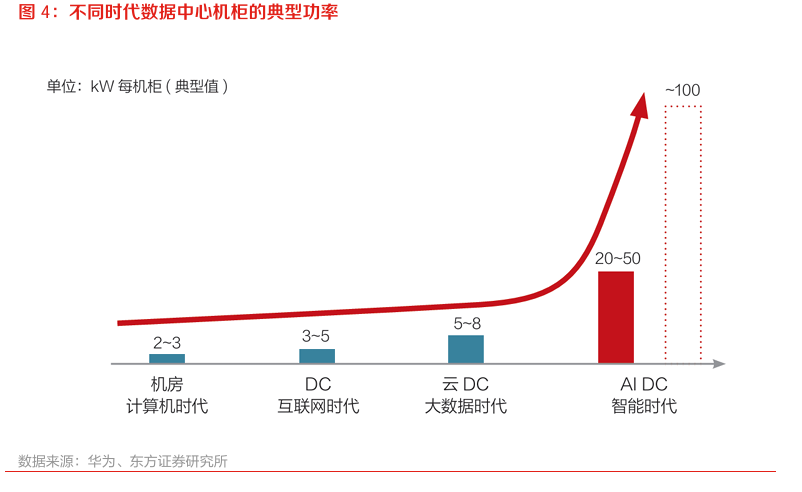 图 4：不同时代数据中心机柜的典型功率
单位：kW 每机柜（典型值）
~100
20~50
5~8
3~5
2~3
机房 DC 云 DC AI DC
计算机时代 互联网时代 大数据时代 智能时代
数据来源：华为、东方证券研究所